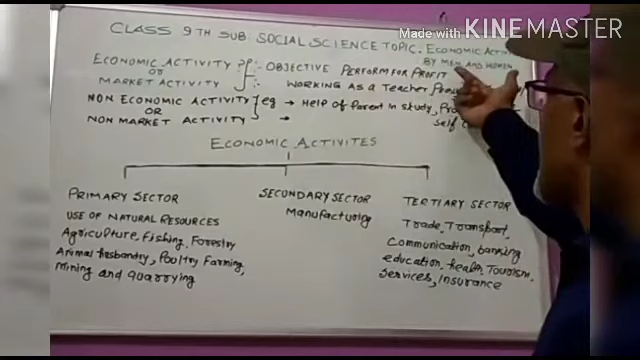 Made with KINEMASTER
CLASS 9TH SUB SOCIAL SCIENCE TOPIC. ECONOMIC
BY MEN AND WOMEN
ECONOMIC ACTIVITY
OR
MARKET ACTIVITY
OBJECTIVE PERFORM FOR PROFIT
WORKING AS A TEACHER
NON ECONOMIC ACTIVITY
OR
NON MARKET ACTIVITY
eg → HELP OF PARENT IN STUDY,
SELF
→
ECONOMIC ACTIVITES
PRIMARY SECTOR
USE OF NATURAL RESOURCES
Agriculture, Fishing, Forestry
Animal Husbandry, Poultry Farming,
Mining and Quarrying
SECUNDARY SECTOR
Manufacturing
TERTIARY SECTOR
Trade, Transport,
Communication, banking
education, health, Tourism,
Services, Insurance